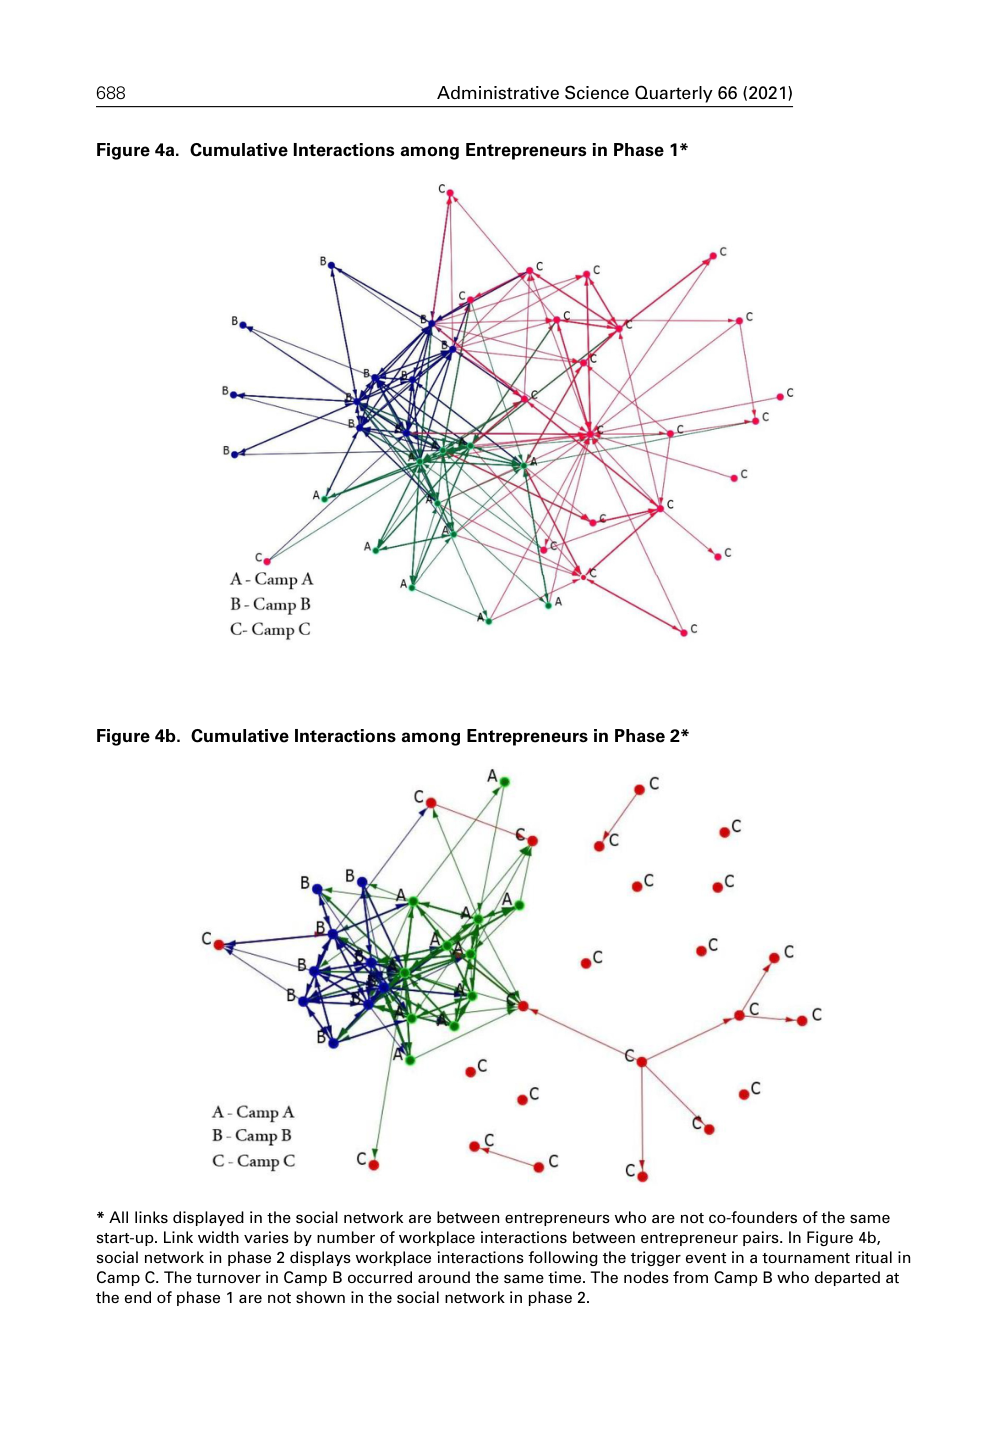 688
Administrative Science Quarterly 66 (2021)
Figure 4a. Cumulative Interactions among Entrepreneurs in Phase 1*
C
B
C
C
C
C
B
B
C
C
C
B
C
B
B
B
C
B
B
C
C
B
C
C
A
A
A
B
A
C
A
A
C
C
A
A
C
C
C
C
A
A
A
C
A - Camp A
B - Camp B
C- Camp C
Figure 4b. Cumulative Interactions among Entrepreneurs in Phase 2*
A
C
C
C
C
C
C
C
B
B
A
A
A
C
B
A
C
C
C
B
B
A
C
C
C
B
A
A
B
A
C
C
C
C
C
C
C
C
C
C
A - Camp A
B - Camp B
C - Camp C
* All links displayed in the social network are between entrepreneurs who are not co-founders of the same
start-up. Link width varies by number of workplace interactions between entrepreneur pairs. In Figure 4b,
social network in phase 2 displays workplace interactions following the trigger event in a tournament ritual in
Camp C. The turnover in Camp B occurred around the same time. The nodes from Camp B who departed at
the end of phase 1 are not shown in the social network in phase 2.